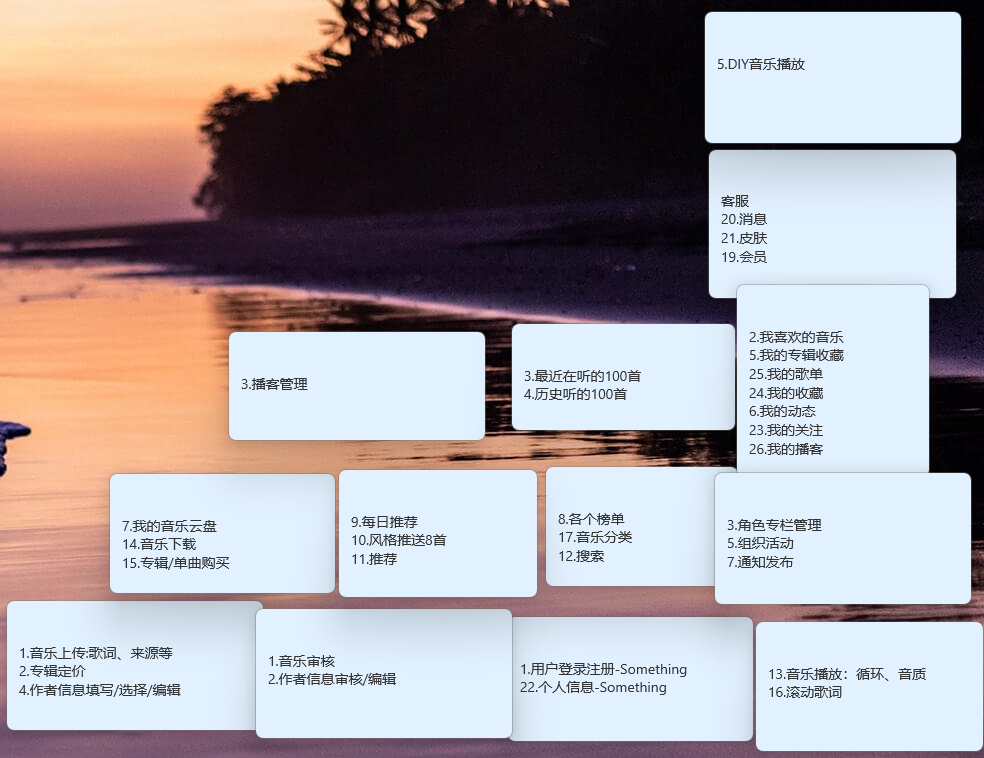 5.DIY音乐播放
客服
20.消息
21.皮肤
19.会员
2.我喜欢的音乐
5.我的专辑收藏
25.我的歌单
24.我的收藏
6.我的动态
23.我的关注
26.我的播客
3.播客管理
3.最近在听的100首
4.历史听的100首
7.我的音乐云盘
14.音乐下载
15.专辑/单曲购买
9.每日推荐
10.风格推送8首
11.推荐
8.各个榜单
17.音乐分类
12.搜索
3.角色专栏管理
5.组织活动
7.通知发布
1.音乐上传:歌词、来源等
2.专辑定价
4.作者信息填写/选择/编辑
1.音乐审核
2.作者信息审核/编辑
1.用户登录注册-Something
22.个人信息-Something
13.音乐播放：循环、音质
16.滚动歌词